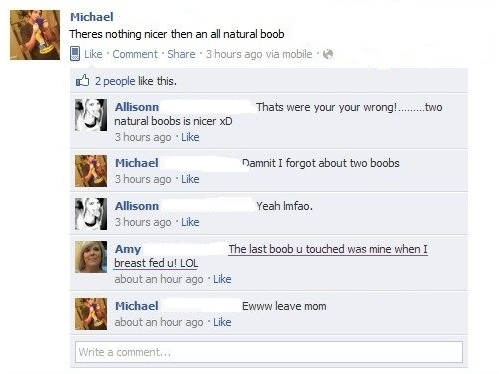 Michael
Theres nothing nicer then an all natural boob
Like · Comment · Share · 3 hours ago via mobile ·
2 people like this.
Allisonn Thats were your your wrong!.........two
natural boobs is nicer xD
3 hours ago · Like
Michael Damnit I forgot about two boobs
3 hours ago · Like
Allisonn Yeah lmfao.
3 hours ago · Like
Amy The last boob u touched was mine when I
breast fed u! LOL
about an hour ago · Like
Michael Ewww leave mom
about an hour ago · Like
Write a comment...